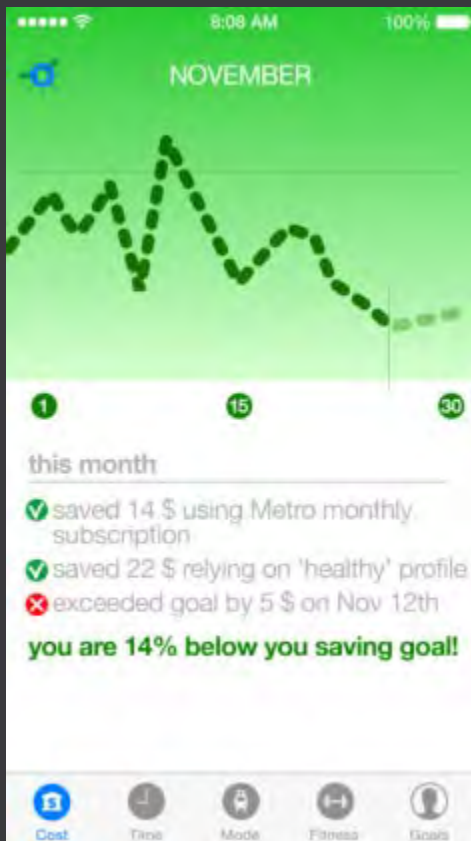 8:08 AM 100%
NOVEMBER
1 15 30
this month
saved 14 $ using Metro monthly
subscription
saved 22 $ relying on 'healthy' profile
exceeded goal by 5 $ on Nov 12th
you are 14% below you saving goal!
$
Cost Time Mode Fitness Goals